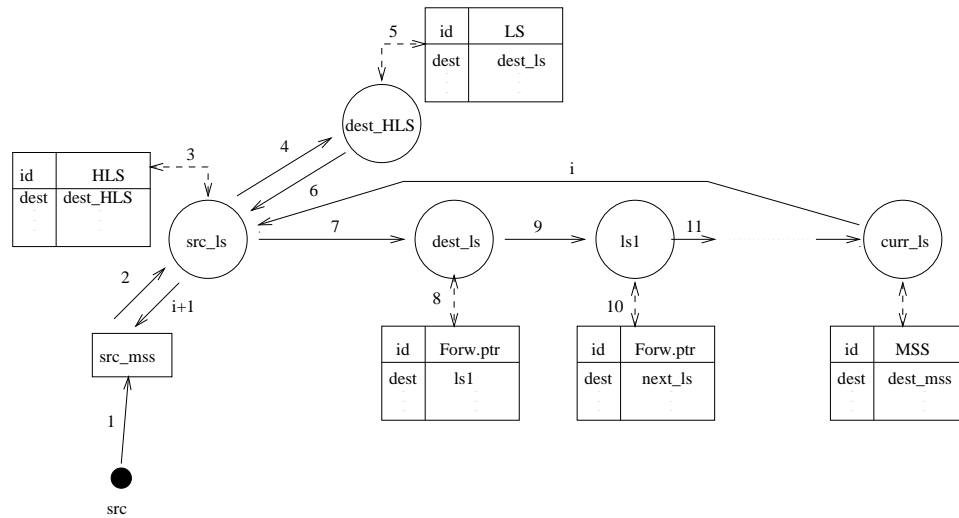 5
id LS
dest dest_ls
dest_HLS
4
6
3
id HLS
dest dest_HLS
src_ls
i
7
dest_ls
9
ls1
11
curr_ls
2
i+1
8
10
src_mss
id Forw.ptr
dest ls1
id Forw.ptr
dest next_ls
id MSS
dest dest_mss
1
src